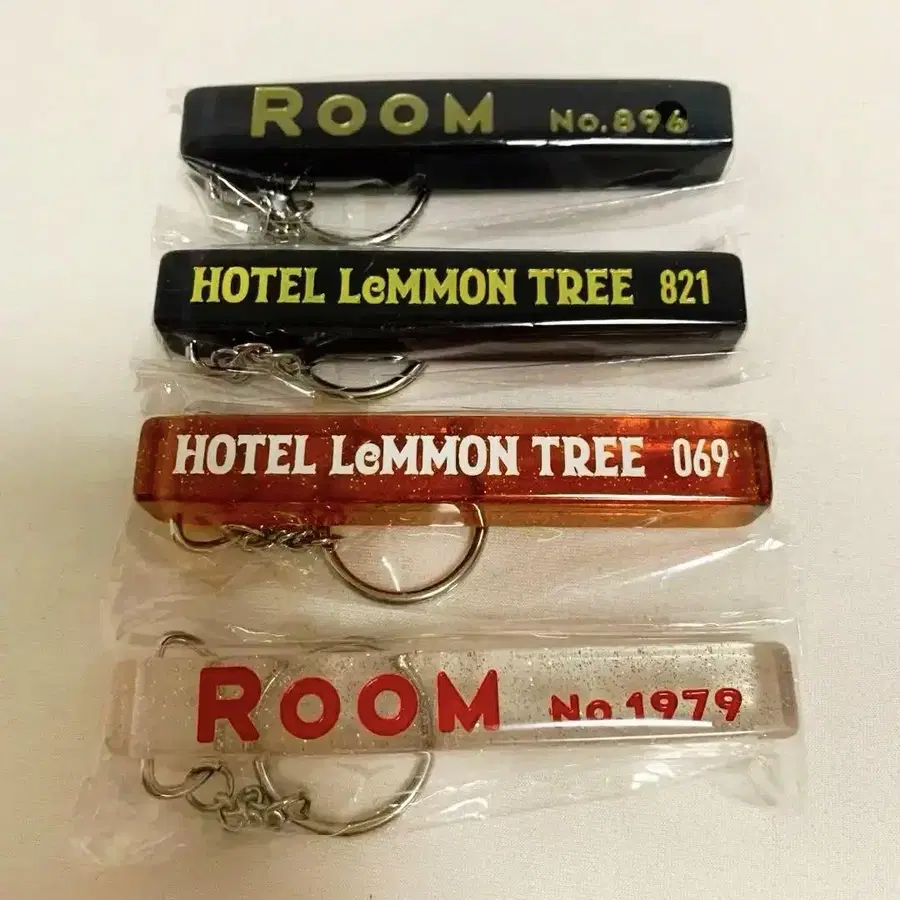 ROOM No.896
HOTEL LeMMON TREE 821
HOTEL LeMMON TREE 069
ROOM No.1979